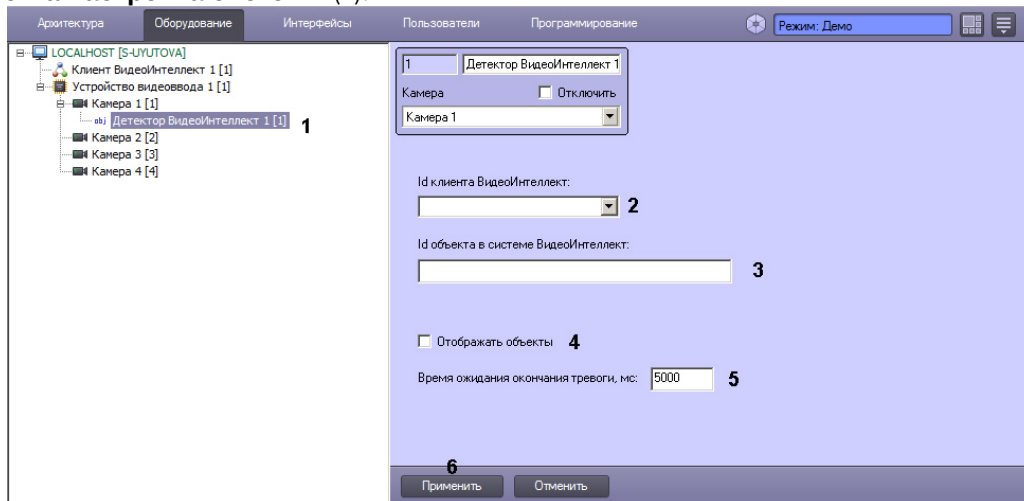 Архитектура Оборудование Интерфейсы Пользователи Программирование Режим: Демо
LOCALHOST [S-UYUTOVA]
Клиент ВидеоИнтеллект 1 [1]
Устройство видеоввода 1 [1]
Камера 1 [1]
obj Детектор ВидеоИнтеллект 1 [1] 1
Камера 2 [2]
Камера 3 [3]
Камера 4 [4]
1 Детектор ВидеоИнтеллект 1
Камера Отключить
Камера 1
Id клиента ВидеоИнтеллект:
2
Id объекта в системе ВидеоИнтеллект:
3
Отображать объекты 4
Время ожидания окончания тревоги, мс: 5000 5
6
Применить Отменить